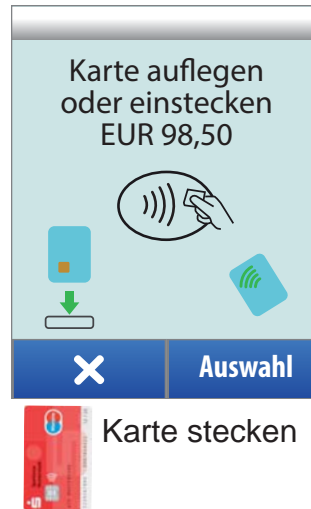 Karte auflegen
oder einstecken
EUR 98,50
Auswahl
Karte stecken